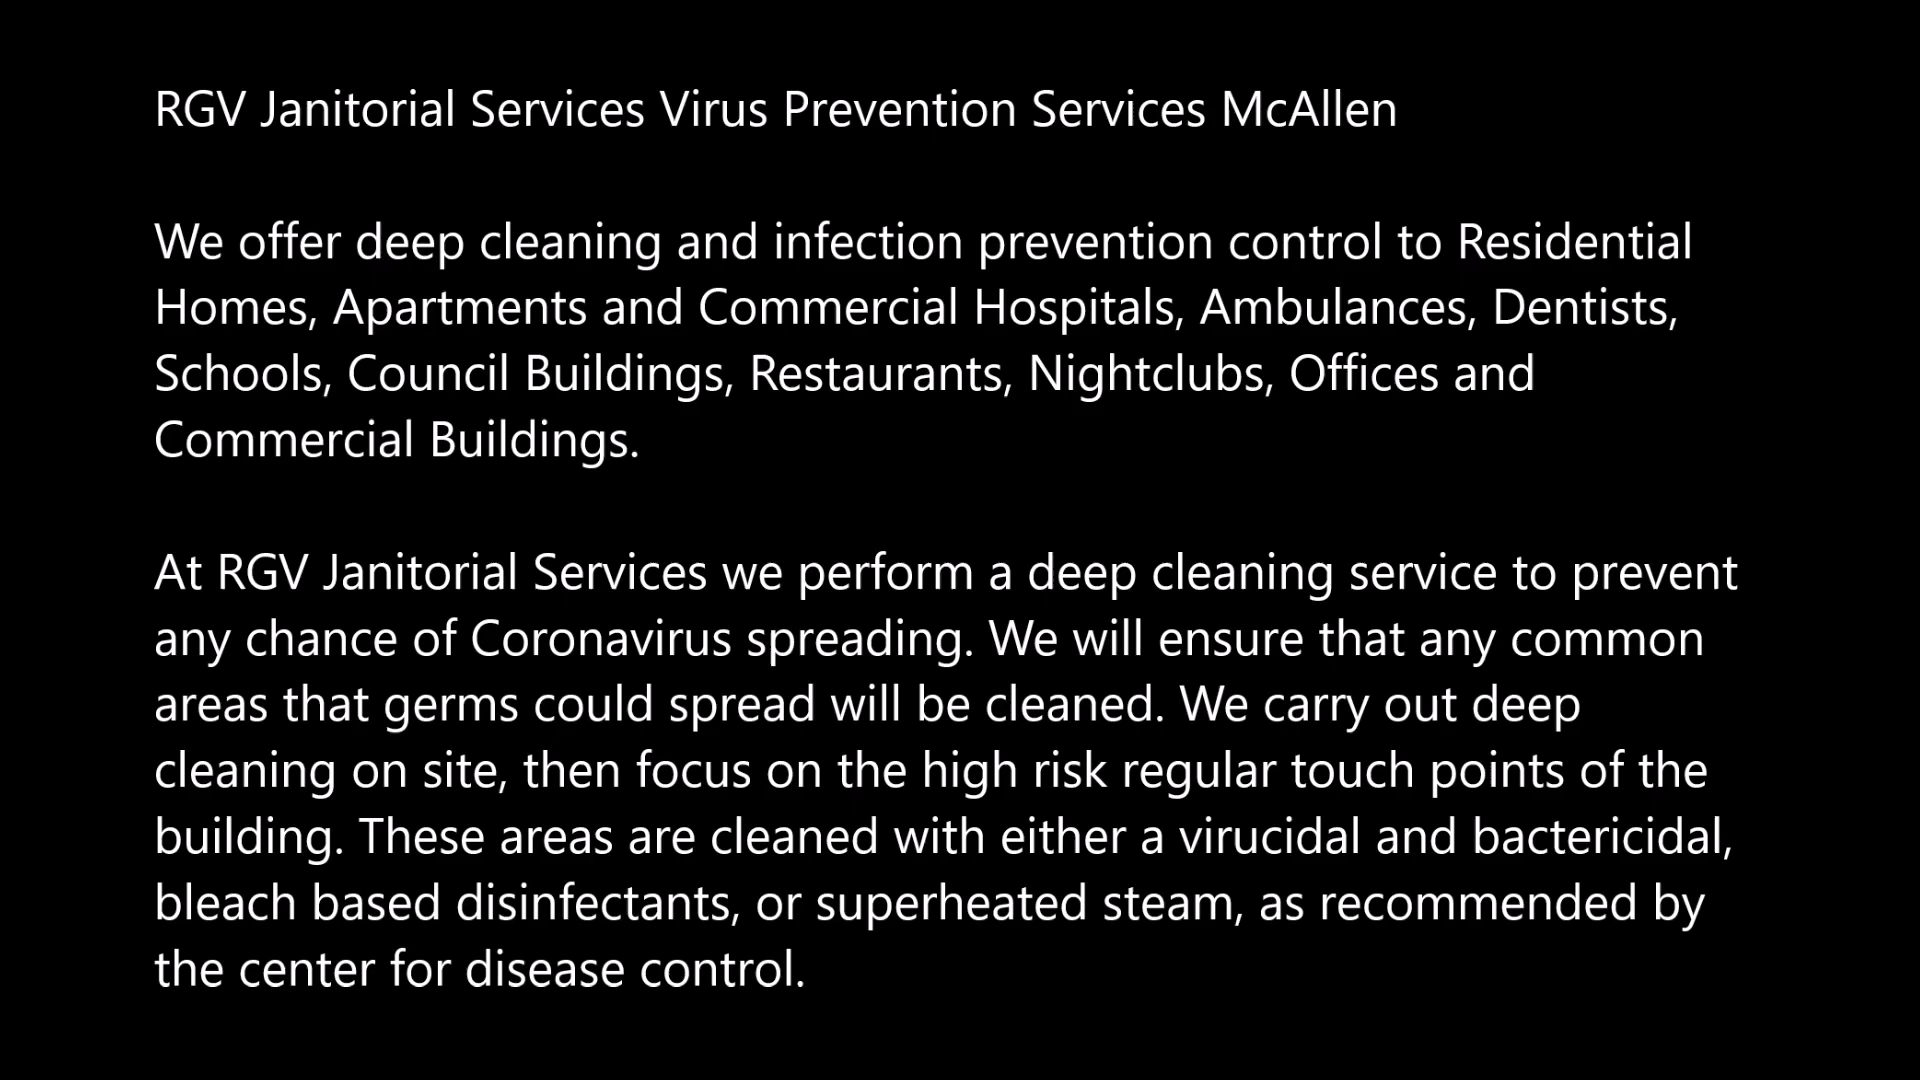 RGV Janitorial Services Virus Prevention Services McAllen
We offer deep cleaning and infection prevention control to Residential
Homes, Apartments and Commercial Hospitals, Ambulances, Dentists,
Schools, Council Buildings, Restaurants, Nightclubs, Offices and
Commercial Buildings.
At RGV Janitorial Services we perform a deep cleaning service to prevent
any chance of Coronavirus spreading. We will ensure that any common
areas that germs could spread will be cleaned. We carry out deep
cleaning on site, then focus on the high risk regular touch points of the
building. These areas are cleaned with either a virucidal and bactericidal,
bleach based disinfectants, or superheated steam, as recommended by
the center for disease control.